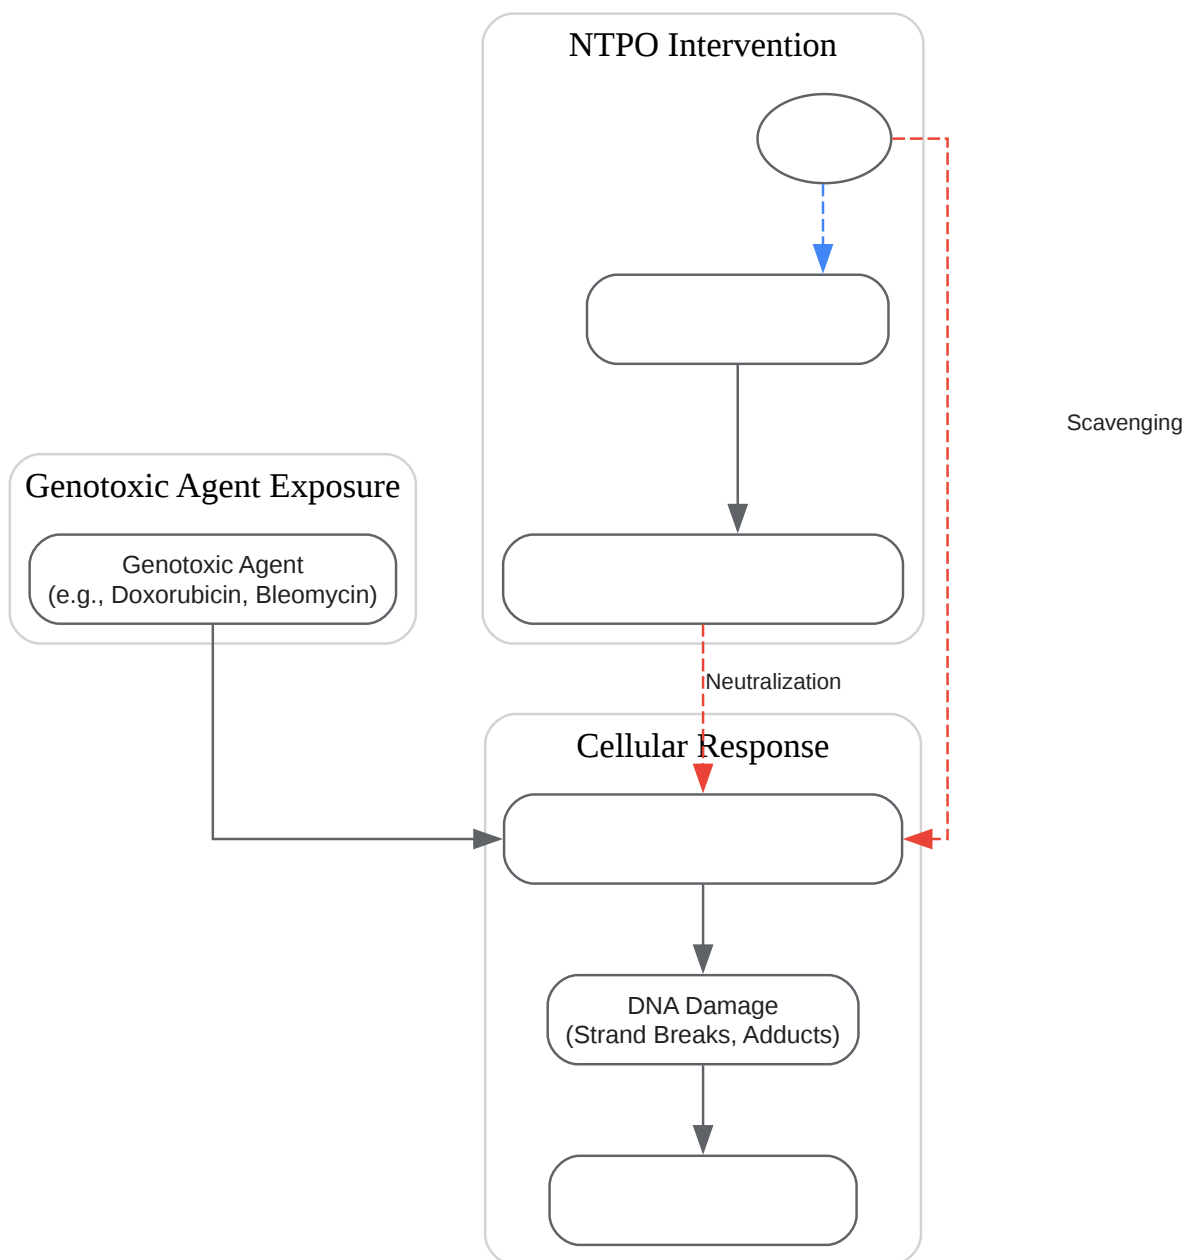 NTPO Intervention
Scavenging
Genotoxic Agent Exposure
Genotoxic Agent
(e.g., Doxorubicin, Bleomycin)
Neutralization
Cellular Response
DNA Damage
(Strand Breaks, Adducts)